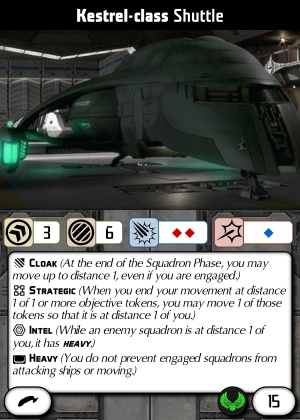 Kestrel-class Shuttle
3 6
CLOAK (At the end of the Squadron Phase, you may
move up to distance 1, even if you are engaged.)
STRATEGIC (When you end your movement at distance
1 of 1 or more objective tokens, you may move 1 of those
tokens so that it is at distance 1 of you.)
INTEL (While an enemy squadron is at distance 1 of
you, it has HEAVY.)
HEAVY (You do not prevent engaged squadrons from
attacking ships or moving.)
15